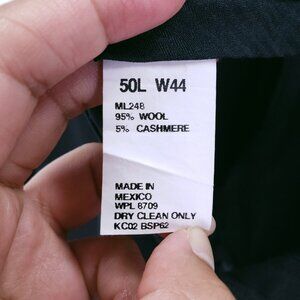 50L W44
ML248
95% WOOL
5% CASHMERE
MADE IN
MEXICO
WPL 8709
DRY CLEAN ONLY
KC02 BSP62